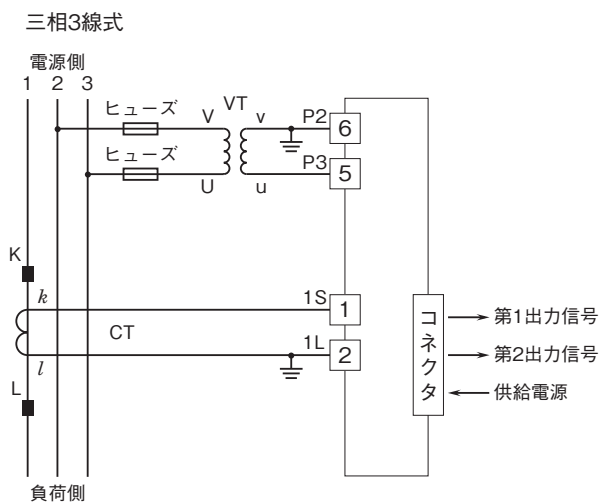 三相3線式
電源側
1 2 3
ヒューズ
VT
V
v
P2
6
ヒューズ
U
u
P3
5
K
k
1S
1
CT
l
1L
2
L
コネクタ
第1出力信号
第2出力信号
供給電源
負荷側